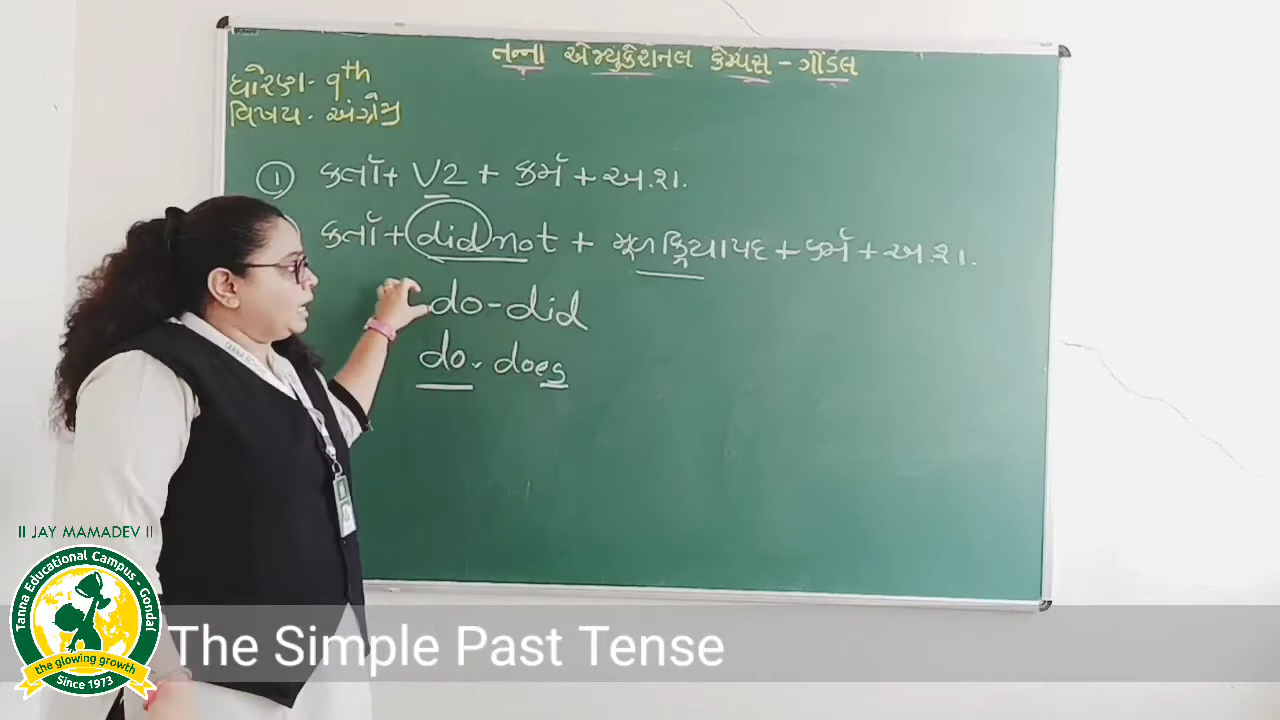 તન્ના એજ્યુકેશનલ કેમ્પસ - ગોંડલ
ધોરણ - 9th
વિષય - અંગ્રેજી
① કર્તા + V2 + કર્મ + અ.શ.
કર્તા + did not + મૂળ ક્રિયાપદ + કર્મ + અ.શ.
do - did
do - does
II JAY MAMADEV II
Tanna Educational Campus - Gondal
the glowing growth
Since 1973
The Simple Past Tense